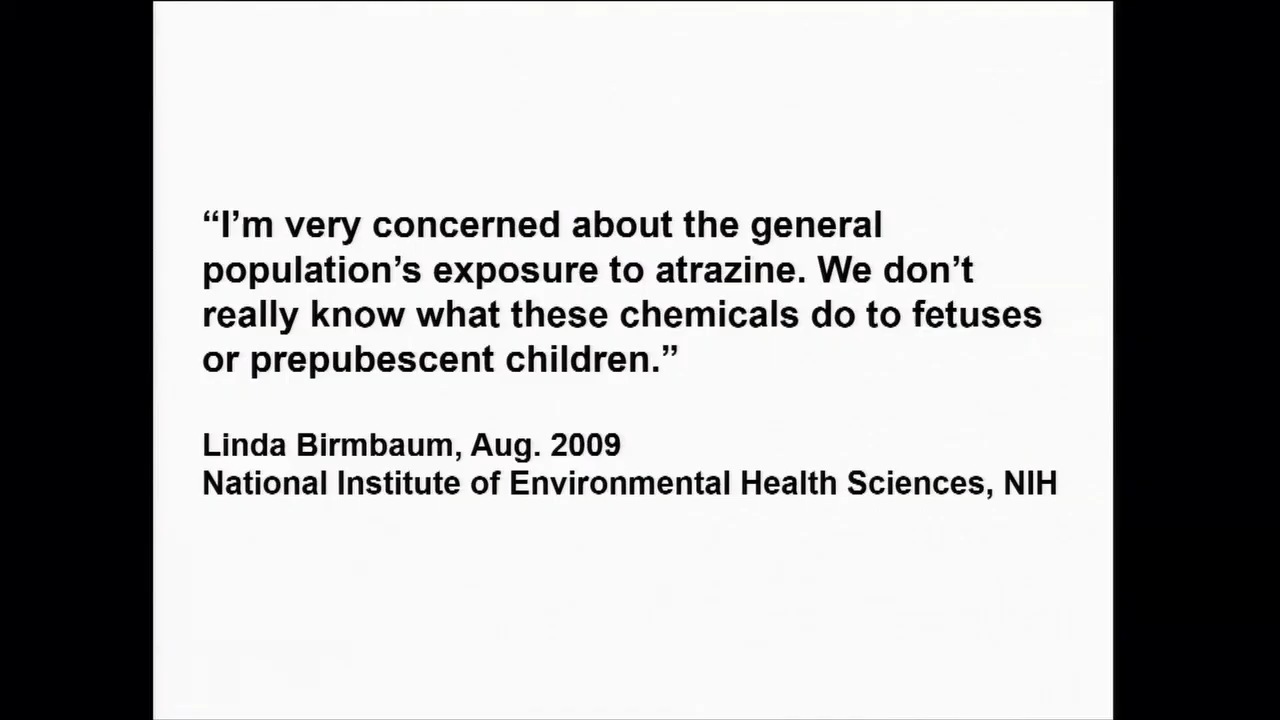 “I’m very concerned about the general
population’s exposure to atrazine. We don’t
really know what these chemicals do to fetuses
or prepubescent children.”
Linda Birmbaum, Aug. 2009
National Institute of Environmental Health Sciences, NIH